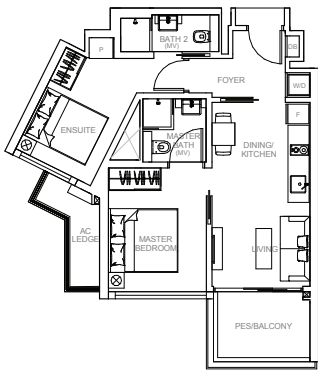 BATH 2
(MV)
P
DB
FOYER
W/D
F
ENSUITE
MASTER
BATH
(MV)
DINING/
KITCHEN
AC
LEDGE
MASTER
BEDROOM
LIVING
PES/BALCONY